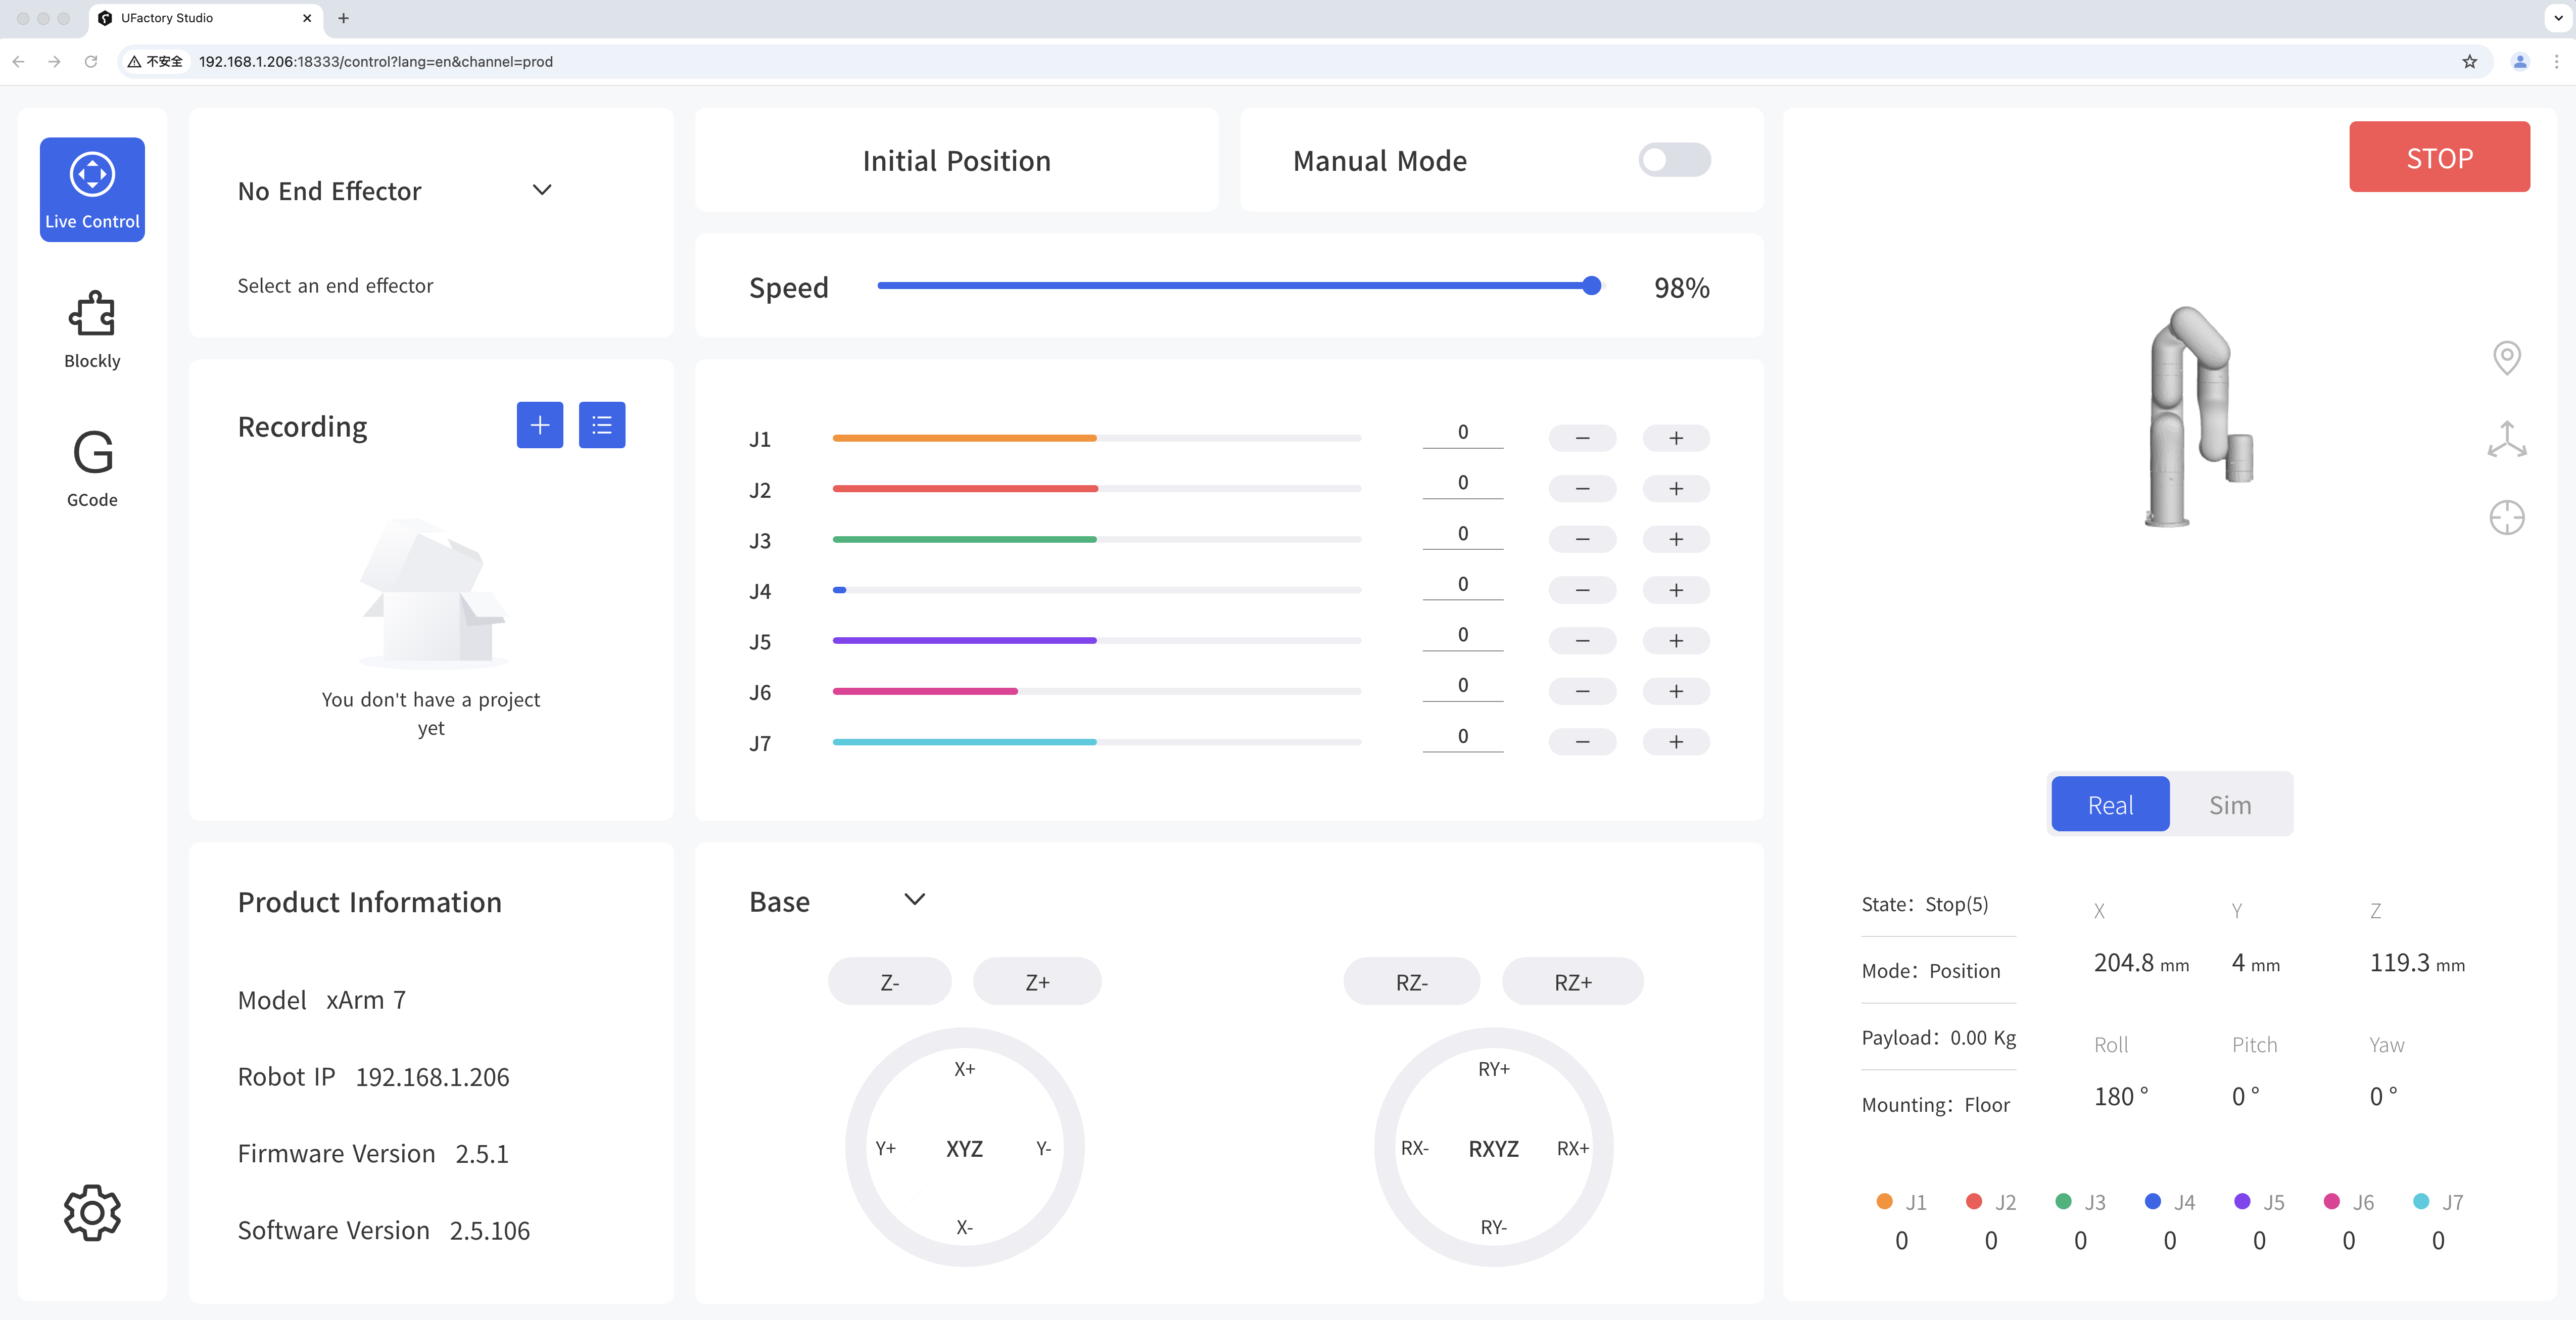 UFactory Studio
不安全
192.168.1.206:18333/control?lang=en&channel=prod
Live Control
Blockly
GCode
No End Effector
Select an end effector
Recording
You don't have a project
yet
Product Information
Model xArm 7
Robot IP 192.168.1.206
Firmware Version 2.5.1
Software Version 2.5.106
Initial Position
Manual Mode
Speed 98%
J1 0
J2 0
J3 0
J4 0
J5 0
J6 0
J7 0
Base
Z- Z+
X+
Y+ XYZ Y-
X-
RZ- RZ+
RY+
RX- RXYZ RX+
RY-
STOP
Real Sim
State：Stop(5)
Mode：Position
Payload：0.00 Kg
Mounting：Floor
X Y Z
204.8 mm 4 mm 119.3 mm
Roll Pitch Yaw
180 ° 0 ° 0 °
J1 J2 J3 J4 J5 J6 J7
0 0 0 0 0 0 0